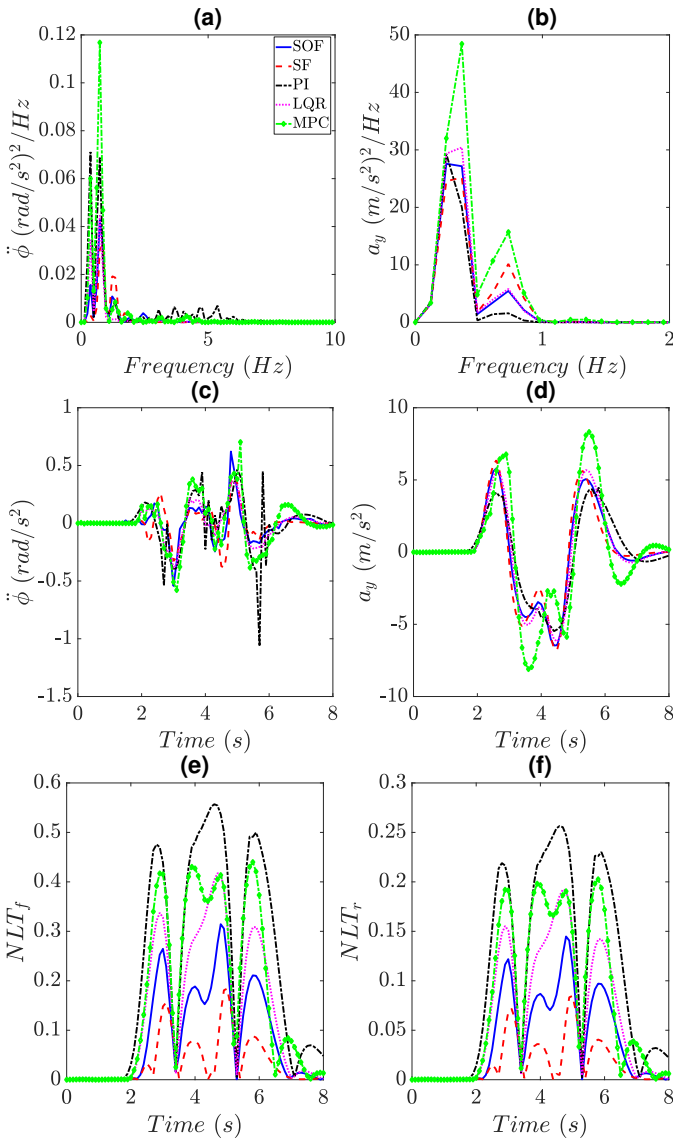 (a)
0.12
0.1
0.08
0.06
0.04
0.02
0
0 5 10
φ̈ (rad/s²)²/Hz
Frequency (Hz)
SOF
SF
PI
LQR
MPC
(b)
50
40
30
20
10
0
0 1 2
a_y (m/s²)²/Hz
Frequency (Hz)
(c)
1
0.5
0
-0.5
-1
-1.5
0 2 4 6 8
φ̈ (rad/s²)
Time (s)
(d)
10
5
0
-5
-10
0 2 4 6 8
a_y (m/s²)
Time (s)
(e)
0.6
0.5
0.4
0.3
0.2
0.1
0
0 2 4 6 8
NLT_f
Time (s)
(f)
0.3
0.25
0.2
0.15
0.1
0.05
0
0 2 4 6 8
NLT_r
Time (s)